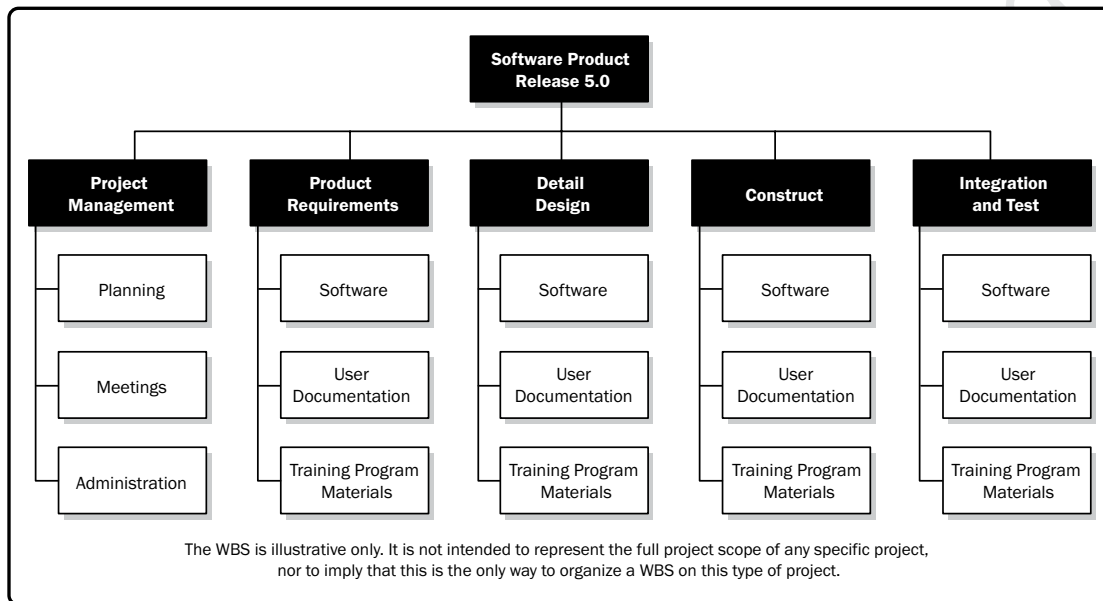 Software Product
Release 5.0
Project
Management
Product
Requirements
Detail
Design
Construct
Integration
and Test
Planning
Software
Software
Software
Software
Meetings
User
Documentation
User
Documentation
User
Documentation
User
Documentation
Administration
Training Program
Materials
Training Program
Materials
Training Program
Materials
Training Program
Materials
The WBS is illustrative only. It is not intended to represent the full project scope of any specific project,
nor to imply that this is the only way to organize a WBS on this type of project.